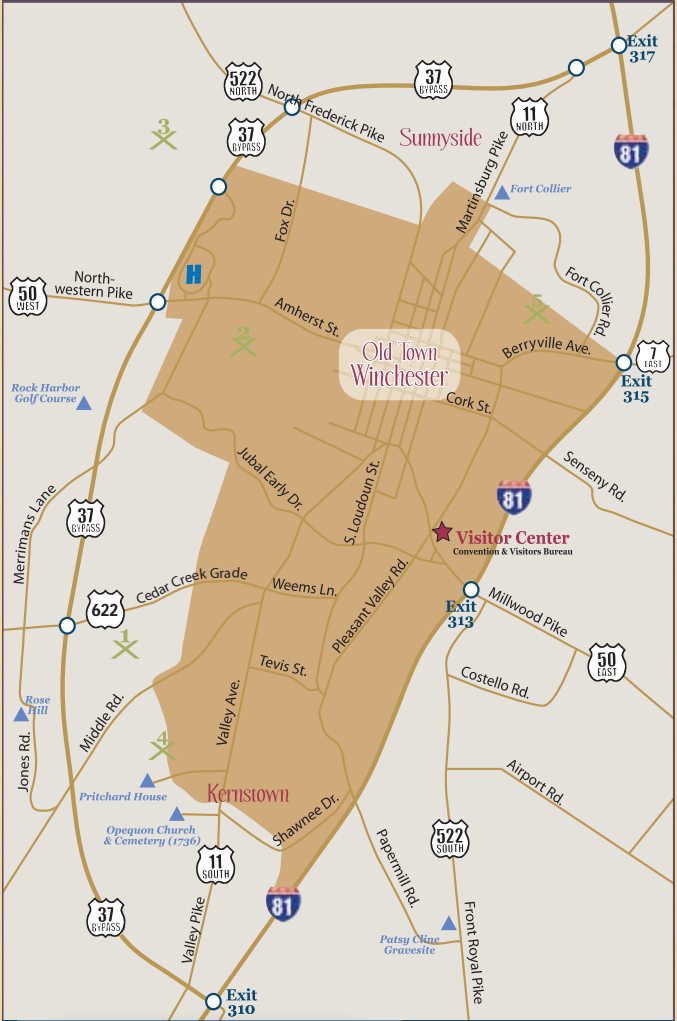 Exit
317
522
NORTH
37
BYPASS
North Frederick Pike
11
NORTH
3
37
BYPASS
Sunnyside
81
Martinsburg Pike
Fort Collier
Fox Dr.
H
North-
western Pike
50
WEST
Fort Collier Rd.
5
Amherst St.
2
Old Town
Winchester
Berryville Ave.
7
EAST
Exit
315
Rock Harbor
Golf Course
Cork St.
Jubal Early Dr.
Senseny Rd.
S. Loudoun St.
81
Merrimans Lane
37
BYPASS
Visitor Center
Convention & Visitors Bureau
Cedar Creek Grade
Weems Ln.
Pleasant Valley Rd.
Exit
313
Millwood Pike
622
1
50
EAST
Tevis St.
Costello Rd.
Rose
Hill
Middle Rd.
Valley Ave.
4
Jones Rd.
Pritchard House
Kernstown
Airport Rd.
Opequon Church
& Cemetery (1736)
Shawnee Dr.
522
SOUTH
11
SOUTH
Papermill Rd.
81
37
BYPASS
Valley Pike
Patsy Cline
Gravesite
Front Royal Pike
Exit
310